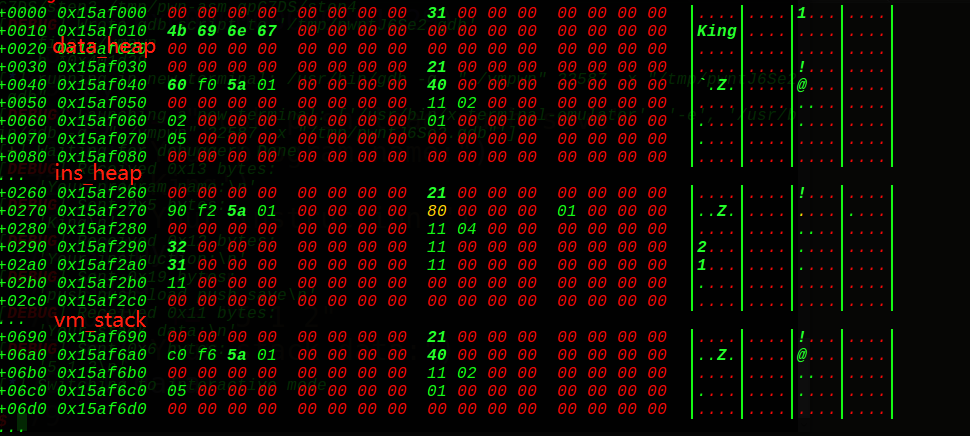 +0000 0x15af000 00 00 00 00 00 00 00 00 31 00 00 00 00 00 00 00 |....|....|1...|....|
+0010 0x15af010 4b 69 6e 67 00 00 00 00 00 00 00 00 00 00 00 00 |King|....|....|....|
data_heap
+0020 0x15af020 00 00 00 00 00 00 00 00 00 00 00 00 00 00 00 00 |....|....|....|....|
+0030 0x15af030 00 00 00 00 00 00 00 00 21 00 00 00 00 00 00 00 |....|....|!...|....|
+0040 0x15af040 60 f0 5a 01 00 00 00 00 40 00 00 00 00 00 00 00 |`.Z.|....|@...|....|
+0050 0x15af050 00 00 00 00 00 00 00 00 11 02 00 00 00 00 00 00 |....|....|....|....|
+0060 0x15af060 02 00 00 00 00 00 00 00 01 00 00 00 00 00 00 00 |....|....|....|....|
+0070 0x15af070 05 00 00 00 00 00 00 00 00 00 00 00 00 00 00 00 |....|....|....|....|
+0080 0x15af080 00 00 00 00 00 00 00 00 00 00 00 00 00 00 00 00 |....|....|....|....|
...
ins_heap
+0260 0x15af260 00 00 00 00 00 00 00 00 21 00 00 00 00 00 00 00 |....|....|!...|....|
+0270 0x15af270 90 f2 5a 01 00 00 00 00 80 00 00 00 01 00 00 00 |..Z.|....|....|....|
+0280 0x15af280 00 00 00 00 00 00 00 00 11 04 00 00 00 00 00 00 |....|....|....|....|
+0290 0x15af290 32 00 00 00 00 00 00 00 11 00 00 00 00 00 00 00 |2...|....|....|....|
+02a0 0x15af2a0 31 00 00 00 00 00 00 00 11 00 00 00 00 00 00 00 |1...|....|....|....|
+02b0 0x15af2b0 11 00 00 00 00 00 00 00 00 00 00 00 00 00 00 00 |....|....|....|....|
+02c0 0x15af2c0 00 00 00 00 00 00 00 00 00 00 00 00 00 00 00 00 |....|....|....|....|
...
vm_stack
+0690 0x15af690 00 00 00 00 00 00 00 00 21 00 00 00 00 00 00 00 |....|....|!...|....|
+06a0 0x15af6a0 c0 f6 5a 01 00 00 00 00 40 00 00 00 00 00 00 00 |..Z.|....|@...|....|
+06b0 0x15af6b0 00 00 00 00 00 00 00 00 11 02 00 00 00 00 00 00 |....|....|....|....|
+06c0 0x15af6c0 05 00 00 00 00 00 00 00 01 00 00 00 00 00 00 00 |....|....|....|....|
+06d0 0x15af6d0 00 00 00 00 00 00 00 00 00 00 00 00 00 00 00 00 |....|....|....|....|
...